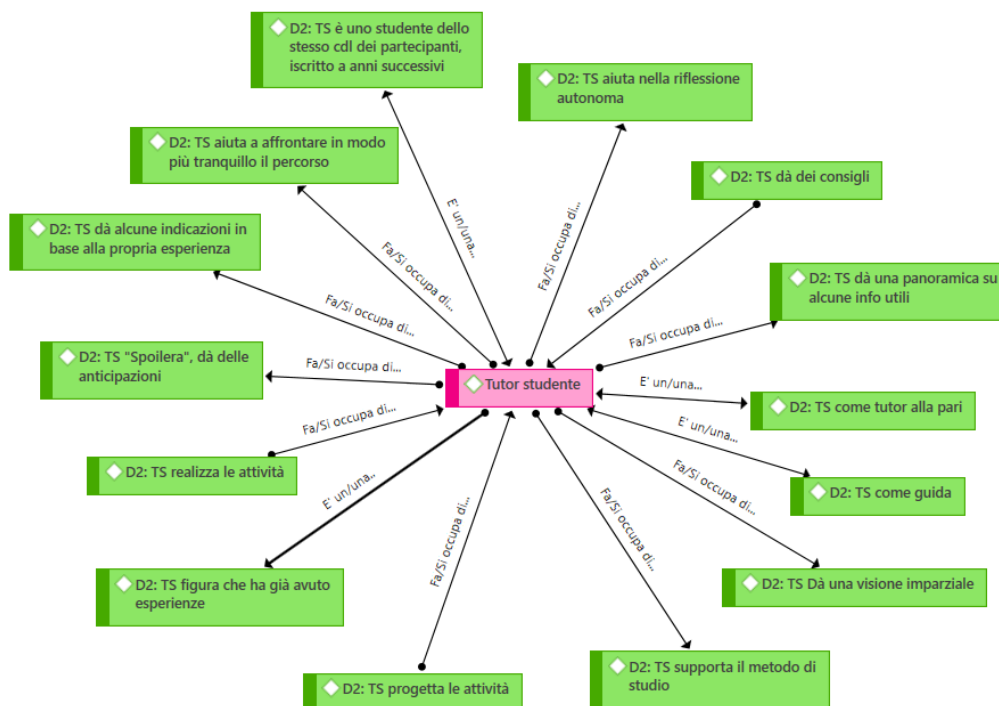 D2: TS è uno studente dello
stesso cdl dei partecipanti,
iscritto a anni successivi
D2: TS aiuta nella riflessione
autonoma
D2: TS aiuta a affrontare in modo
più tranquillo il percorso
D2: TS dà dei consigli
D2: TS dà alcune indicazioni in
base alla propria esperienza
D2: TS dà una panoramica su
alcune info utili
D2: TS "Spoilera", dà delle
anticipazioni
Tutor studente
D2: TS come tutor alla pari
D2: TS realizza le attività
D2: TS come guida
D2: TS figura che ha già avuto
esperienze
D2: TS Dà una visione imparziale
D2: TS progetta le attività
D2: TS supporta il metodo di
studio
E' un/una...
Fa/Si occupa di...
Fa/Si occupa di...
Fa/Si occupa di...
Fa/Si occupa di...
Fa/Si occupa di...
Fa/Si occupa di...
E' un/una...
Fa/Si occupa di...
E' un/una...
E' un/una..
Fa/Si occupa di...
Fa/Si occupa di...
Fa/Si occupa di...